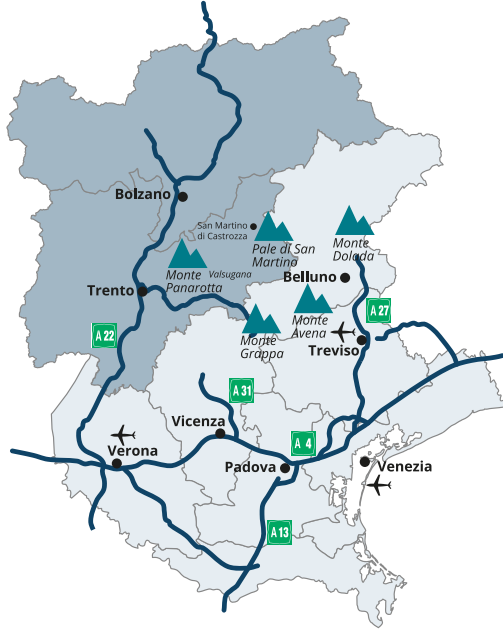 Bolzano
San Martino
di Castrozza
Pale di San
Martino
Monte
Dolada
Monte
Panarotta
Valsugana
Belluno
Trento
Monte
Avena
A 27
A 22
Monte
Grappa
Treviso
A 31
Vicenza
A 4
Verona
Padova
Venezia
A 13